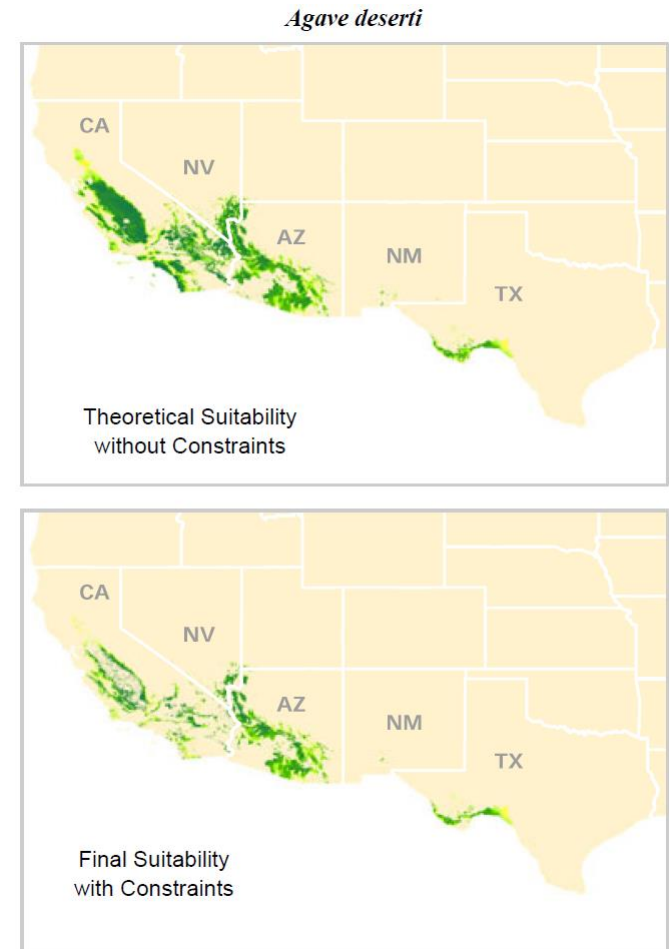 Agave deserti
CA
NV
AZ
NM
TX
Theoretical Suitability
without Constraints
CA
NV
AZ
NM
TX
Final Suitability
with Constraints